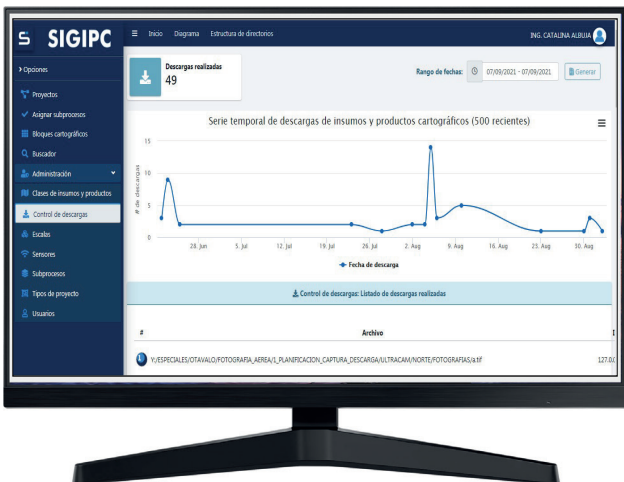 SIGIPC
Inicio Diagrama Estructura de directorios
ING. CATALINA ALBUJA
Opciones
Proyectos
Asignar subprocesos
Bloques cartográficos
Buscador
Administración
Clases de insumos y productos
Control de descargas
Escalas
Sensores
Subprocesos
Tipos de proyecto
Usuarios
Descargas realizadas
49
Rango de fechas: 07/09/2021 - 07/09/2021 Generar
Serie temporal de descargas de insumos y productos cartográficos (500 recientes)
# de descargas
15
10
5
0
28. Jun 5. Jul 12. Jul 19. Jul 26. Jul 2. Aug 9. Aug 16. Aug 23. Aug 30. Aug
Fecha de descarga
Control de descargas: Listado de descargas realizadas
# Archivo
Y:/ESPECIALES/OTAVALO/FOTOGRAFIA_AEREA/1_PLANIFICACION_CAPTURA_DESCARGA/ULTRACAM/NORTE/FOTOGRAFIAS/a.tif